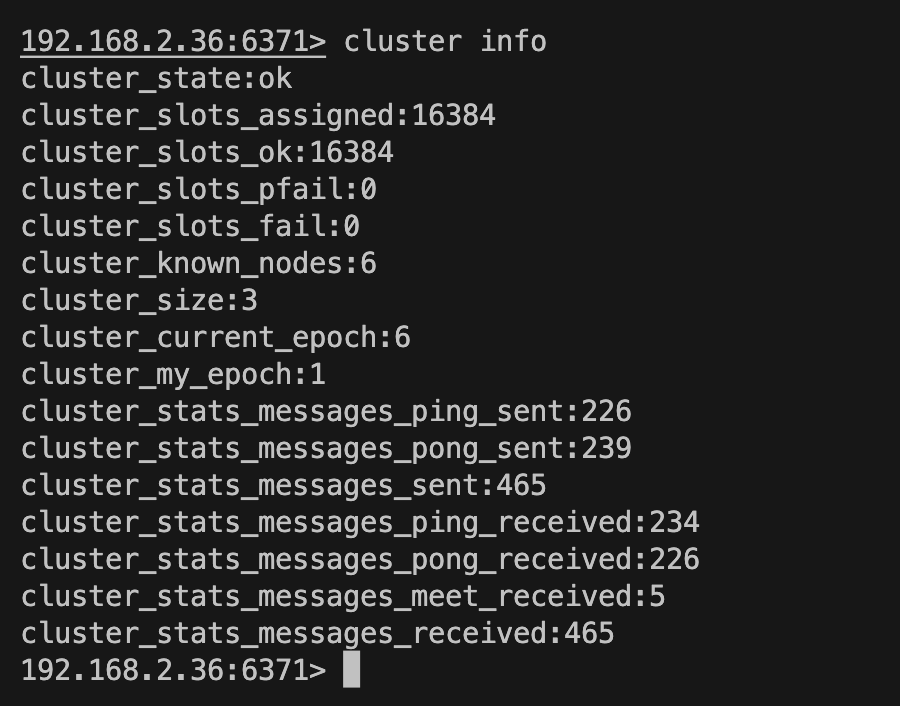 192.168.2.36:6371> cluster info
cluster_state:ok
cluster_slots_assigned:16384
cluster_slots_ok:16384
cluster_slots_pfail:0
cluster_slots_fail:0
cluster_known_nodes:6
cluster_size:3
cluster_current_epoch:6
cluster_my_epoch:1
cluster_stats_messages_ping_sent:226
cluster_stats_messages_pong_sent:239
cluster_stats_messages_sent:465
cluster_stats_messages_ping_received:234
cluster_stats_messages_pong_received:226
cluster_stats_messages_meet_received:5
cluster_stats_messages_received:465
192.168.2.36:6371>